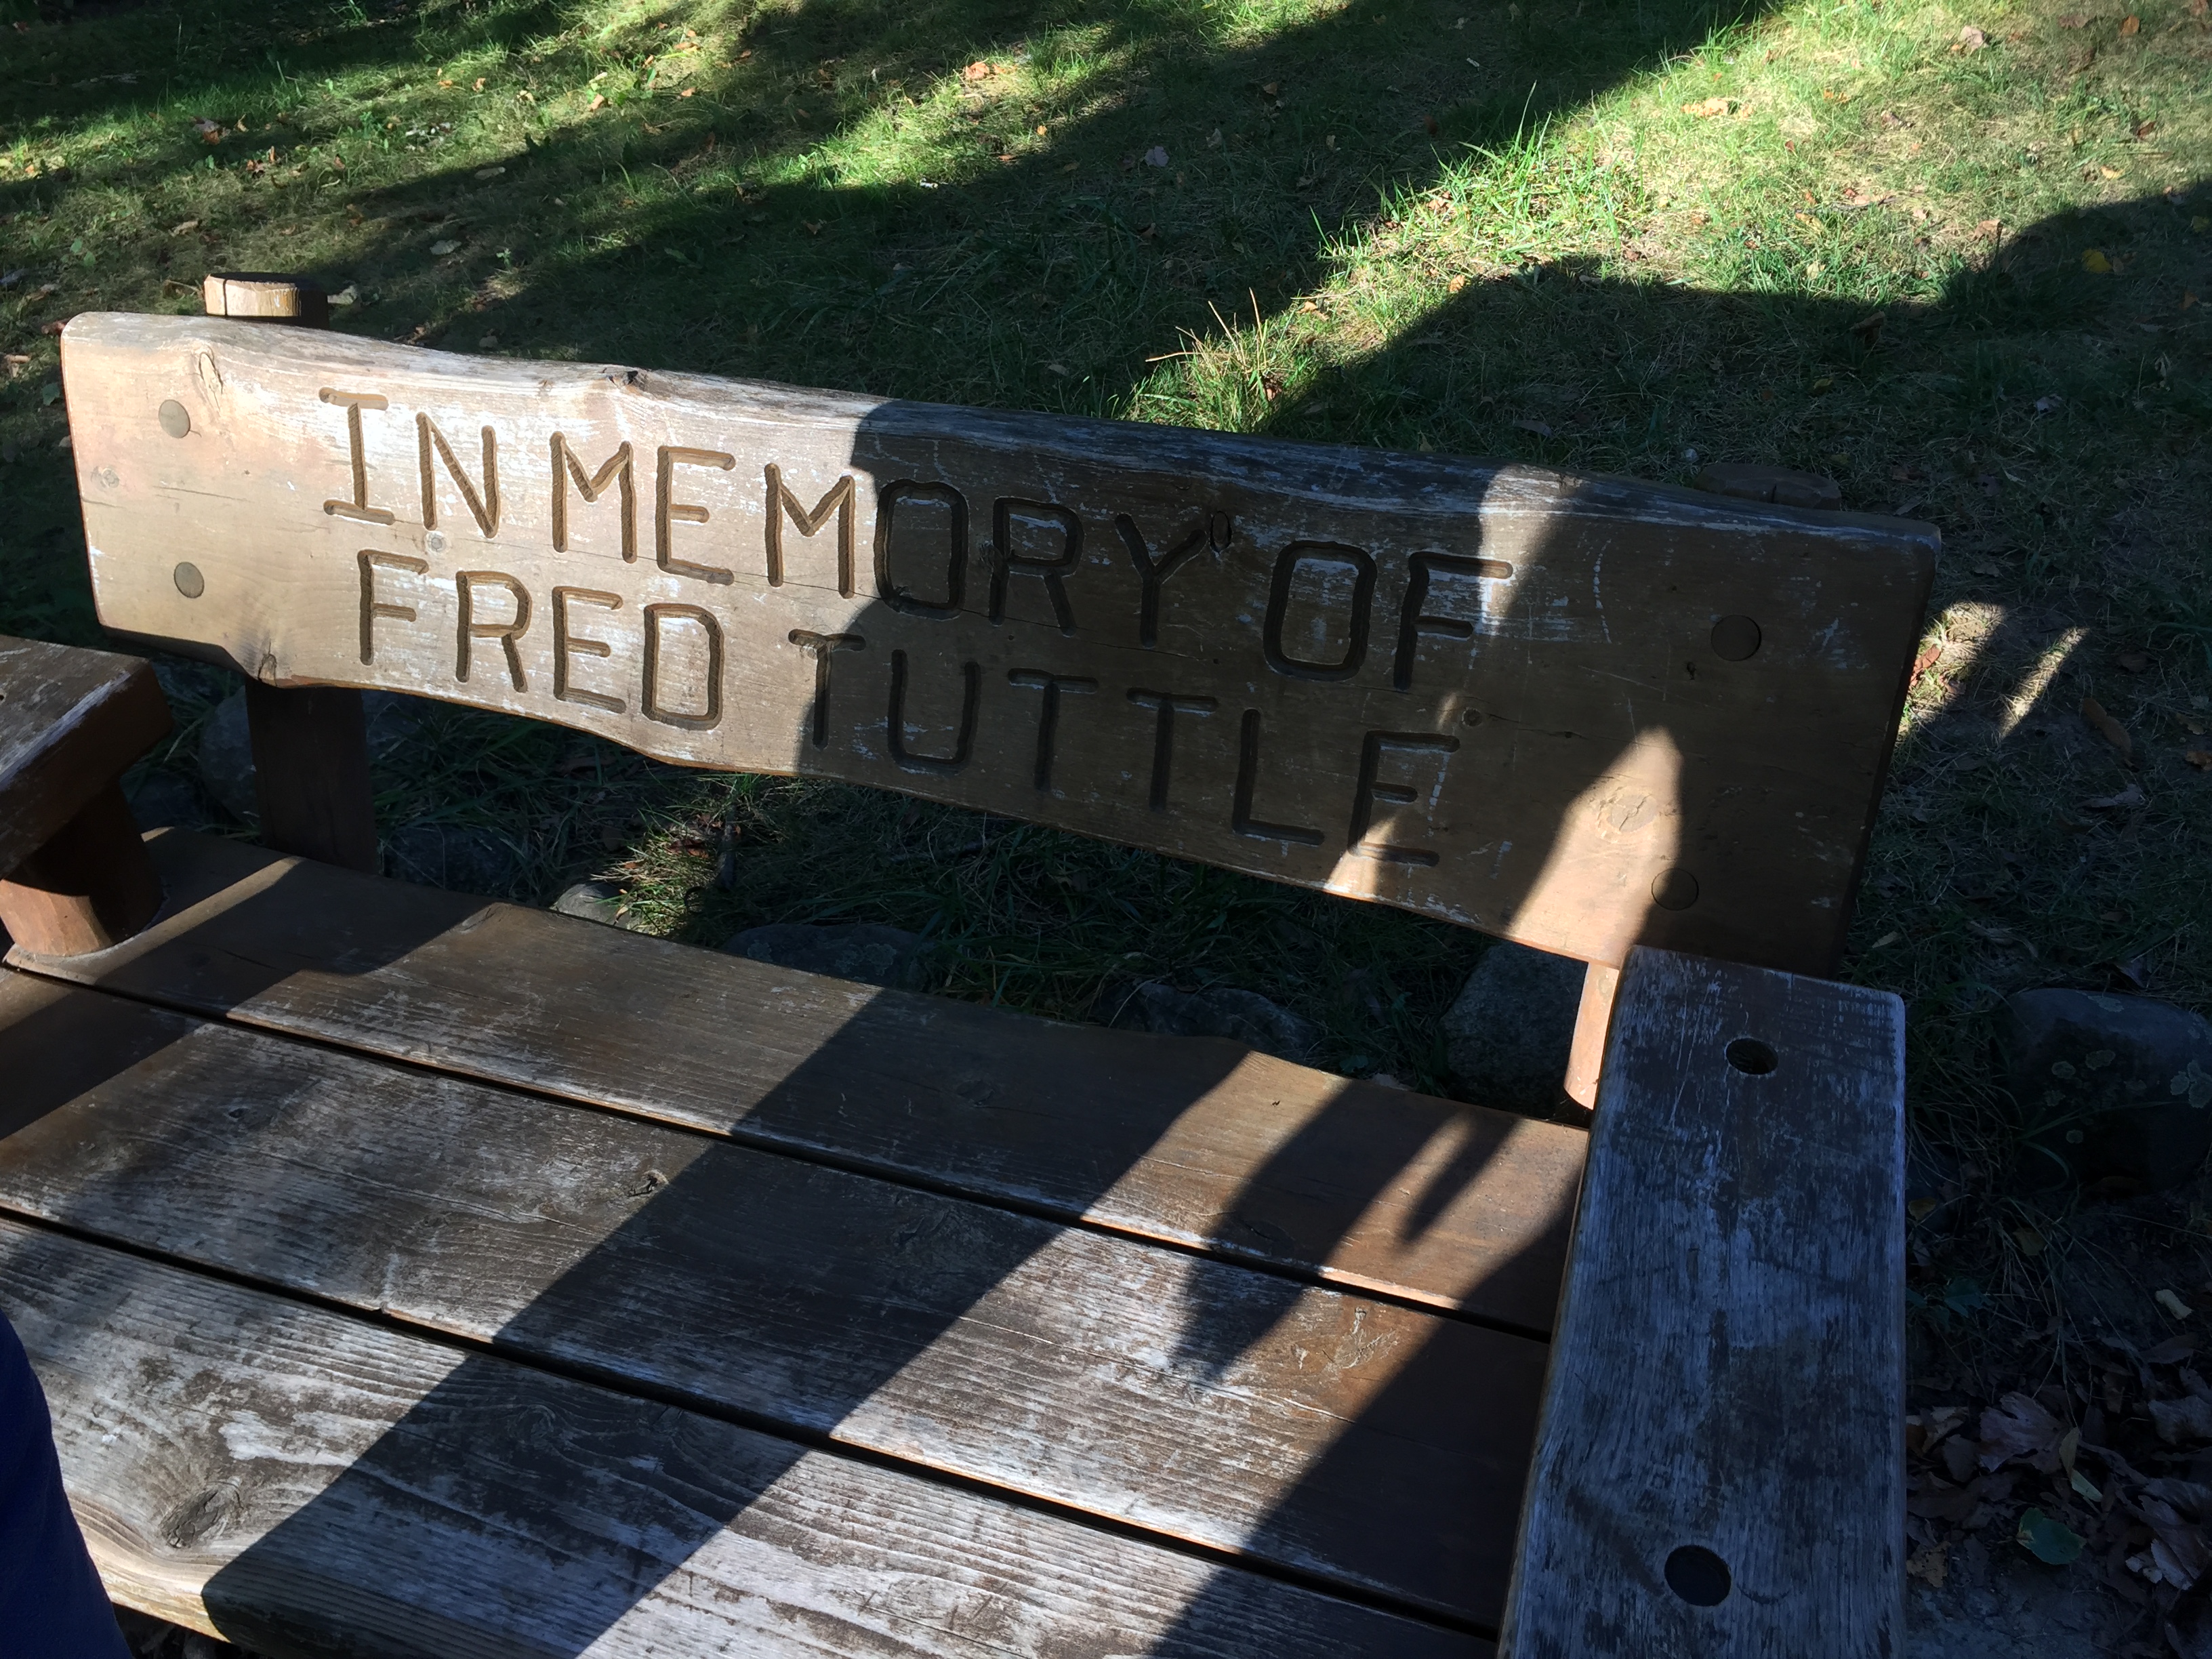 IN MEMORY OF
FRED TUTTLE